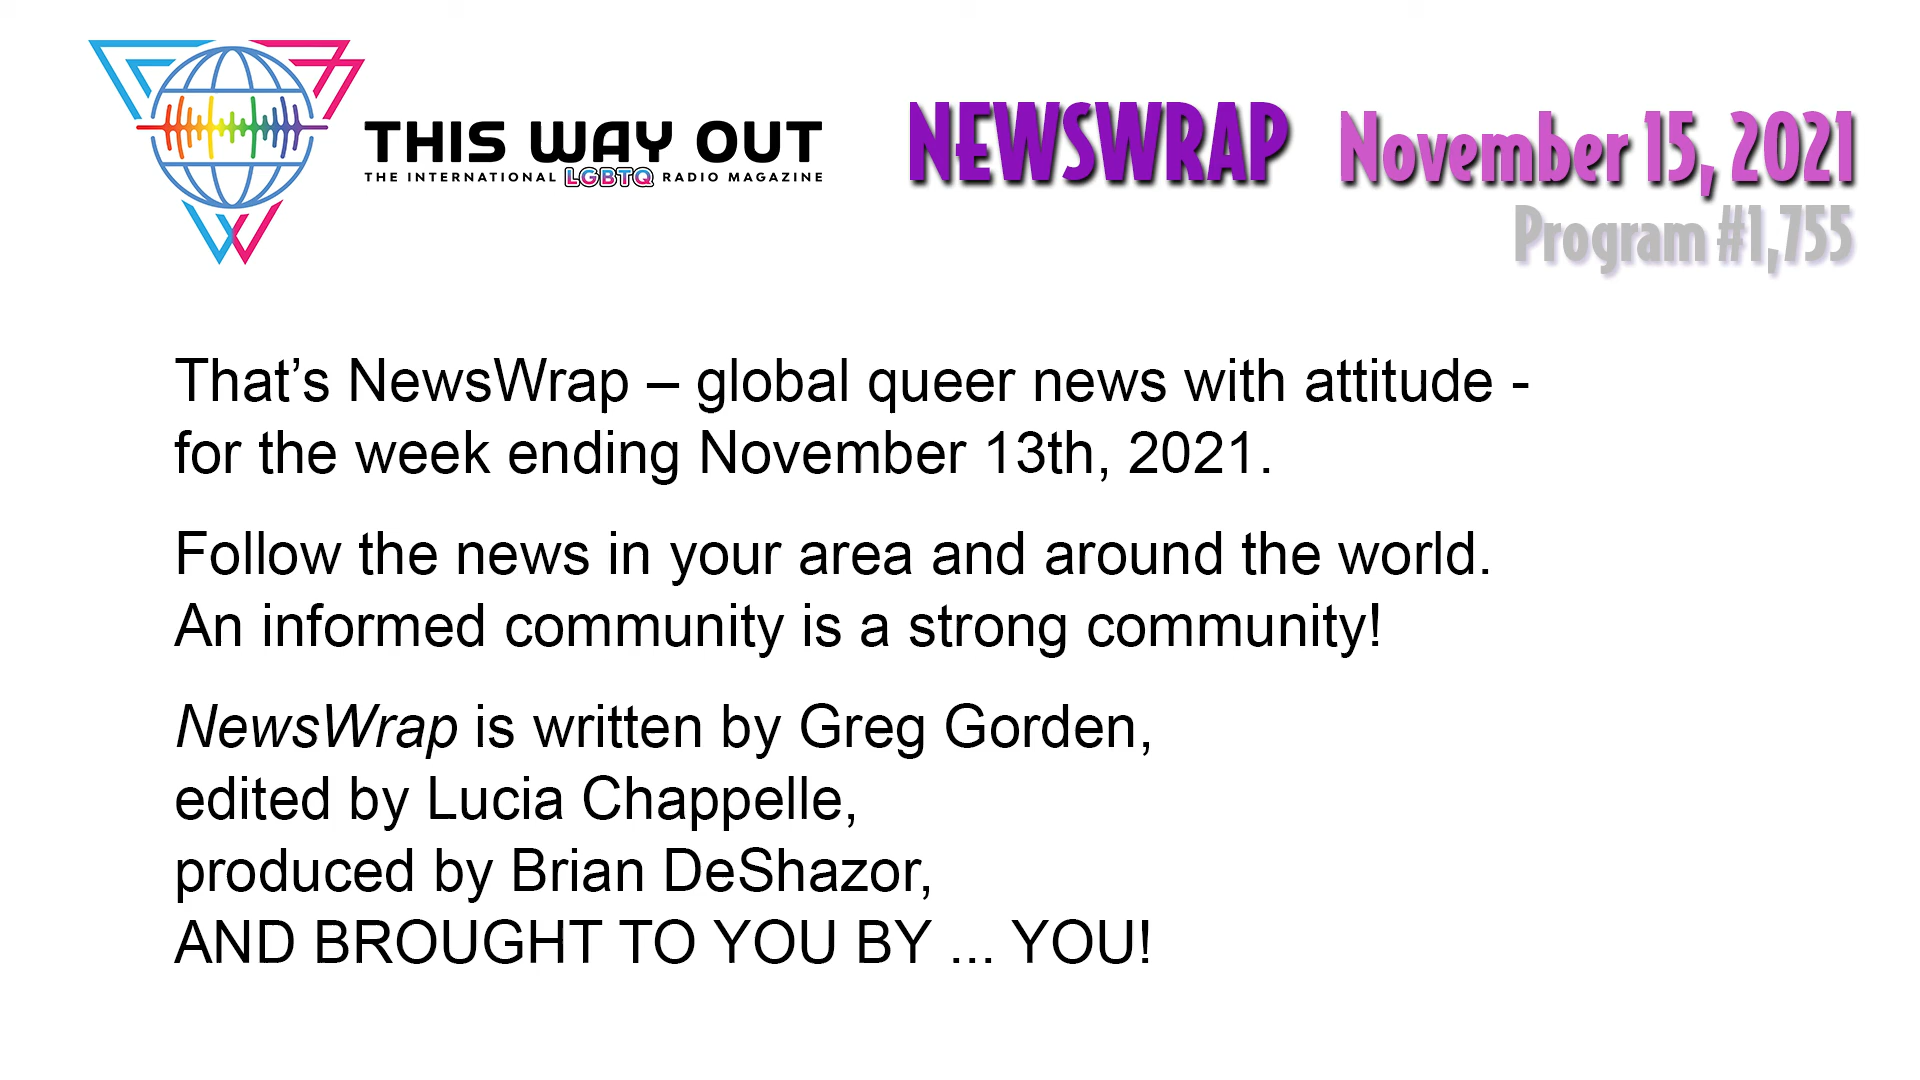 THIS WAY OUT
THE INTERNATIONAL LGBTQ RADIO MAGAZINE
NEWSWRAP
November 15, 2021
Program #1,755
That’s NewsWrap – global queer news with attitude -
for the week ending November 13th, 2021.
Follow the news in your area and around the world.
An informed community is a strong community!
NewsWrap is written by Greg Gorden,
edited by Lucia Chappelle,
produced by Brian DeShazor,
AND BROUGHT TO YOU BY ... YOU!